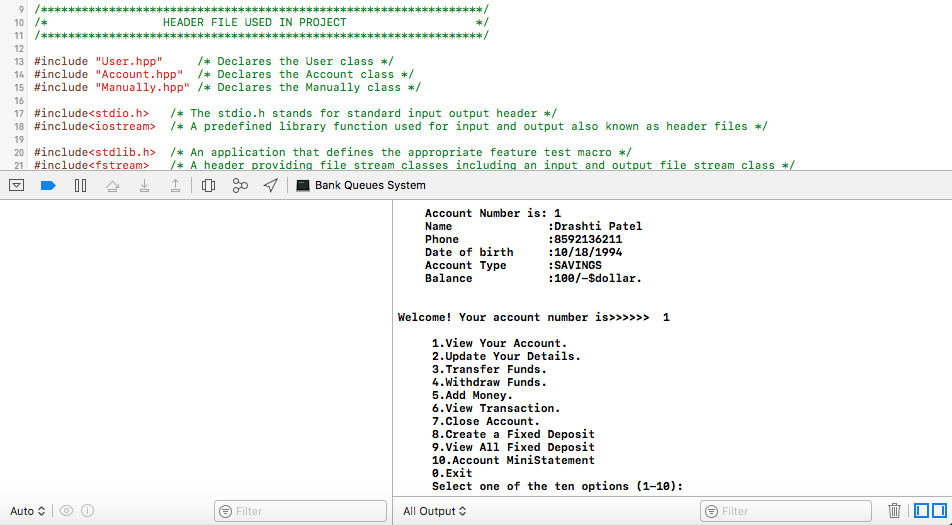 9 /*****************************************************************/
10 /*                 HEADER FILE USED IN PROJECT                   */
11 /*****************************************************************/
12
13 #include "User.hpp"     /* Declares the User class */
14 #include "Account.hpp"  /* Declares the Account class */
15 #include "Manually.hpp" /* Declares the Manually class */
16
17 #include<stdio.h>   /* The stdio.h stands for standard input output header */
18 #include<iostream>  /* A predefined library function used for input and output also known as header files */
19
20 #include<stdlib.h>  /* An application that defines the appropriate feature test macro */
21 #include<fstream>   /* A header providing file stream classes including an input and output file stream class */
Bank Queues System
Account Number is: 1
Name              :Drashti Patel
Phone             :8592136211
Date of birth     :10/18/1994
Account Type      :SAVINGS
Balance           :100/-$dollar.
Welcome! Your account number is>>>>>>  1
1.View Your Account.
2.Update Your Details.
3.Transfer Funds.
4.Withdraw Funds.
5.Add Money.
6.View Transaction.
7.Close Account.
8.Create a Fixed Deposit
9.View All Fixed Deposit
10.Account MiniStatement
0.Exit
Select one of the ten options (1-10):
Auto
Filter
All Output
Filter